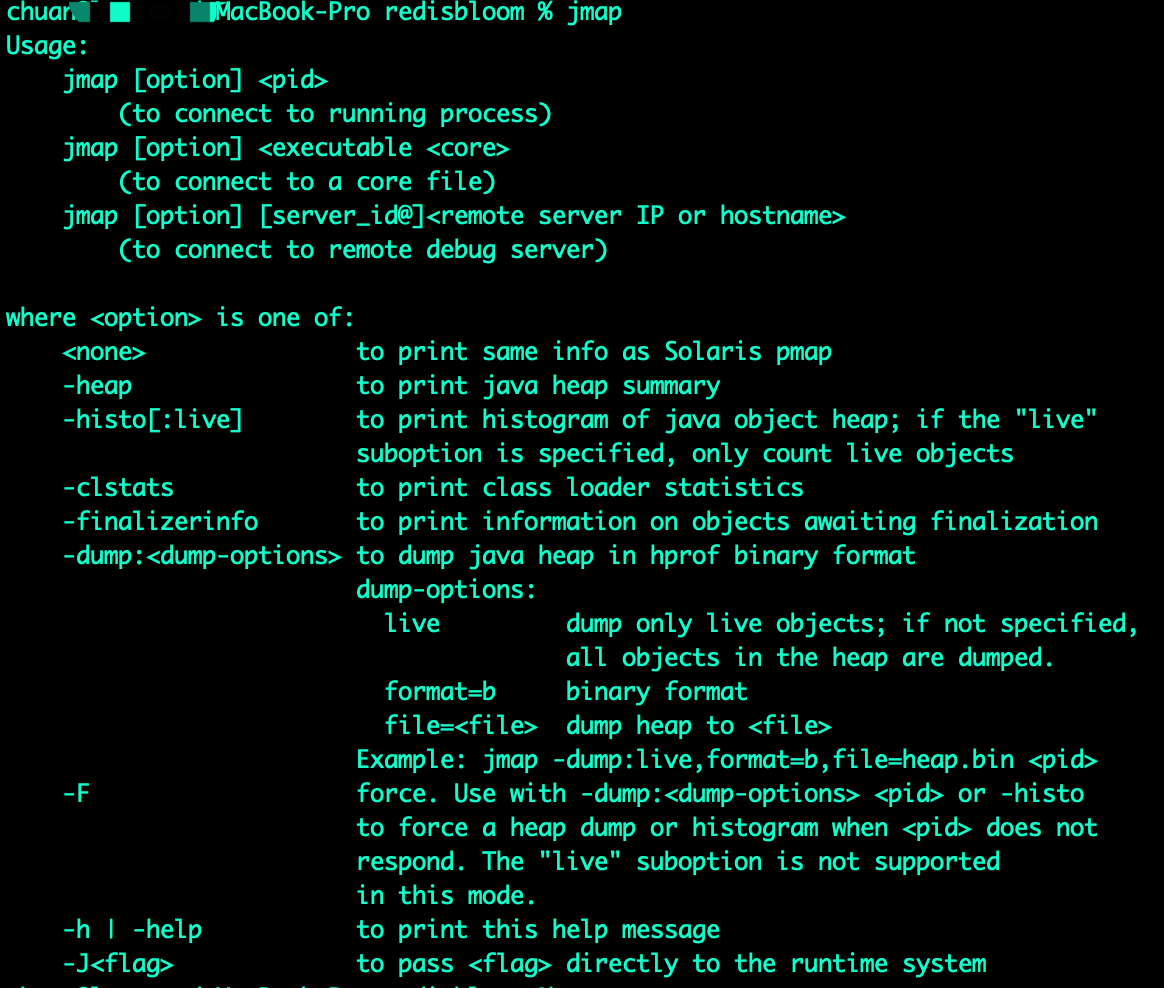 chuan MacBook-Pro redisbloom % jmap
Usage:
    jmap [option] <pid>
        (to connect to running process)
    jmap [option] <executable <core>
        (to connect to a core file)
    jmap [option] [server_id@]<remote server IP or hostname>
        (to connect to remote debug server)

where <option> is one of:
    <none>               to print same info as Solaris pmap
    -heap                to print java heap summary
    -histo[:live]        to print histogram of java object heap; if the "live"
                         suboption is specified, only count live objects
    -clstats             to print class loader statistics
    -finalizerinfo       to print information on objects awaiting finalization
    -dump:<dump-options> to dump java heap in hprof binary format
                         dump-options:
                           live         dump only live objects; if not specified,
                                        all objects in the heap are dumped.
                           format=b     binary format
                           file=<file>  dump heap to <file>
                         Example: jmap -dump:live,format=b,file=heap.bin <pid>
    -F                   force. Use with -dump:<dump-options> <pid> or -histo
                         to force a heap dump or histogram when <pid> does not
                         respond. The "live" suboption is not supported
                         in this mode.
    -h | -help           to print this help message
    -J<flag>             to pass <flag> directly to the runtime system